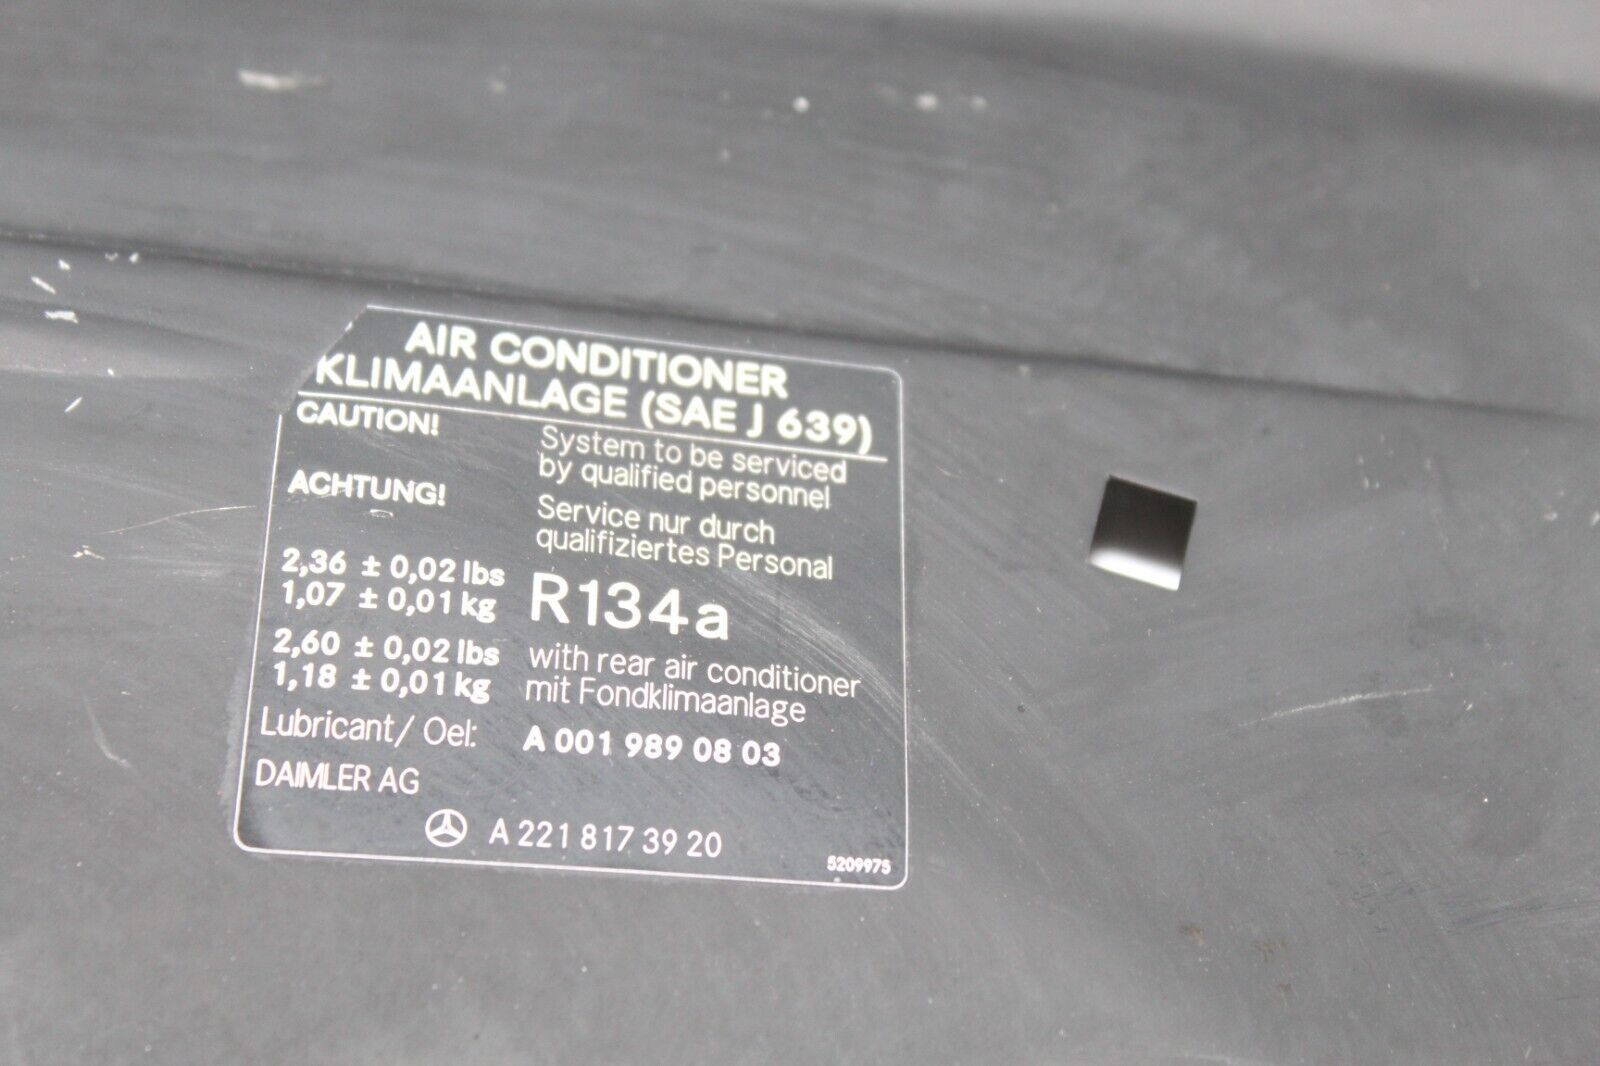 AIR CONDITIONER
KLIMAANLAGE (SAE J 639)
CAUTION! System to be serviced
by qualified personnel
ACHTUNG! Service nur durch
qualifiziertes Personal
2,36 ± 0,02 lbs
1,07 ± 0,01 kg R134a
2,60 ± 0,02 lbs with rear air conditioner
1,18 ± 0,01 kg mit Fondklimaanlage
Lubricant/ Oel: A 001 989 08 03
DAIMLER AG
A 221 817 39 20
5209975